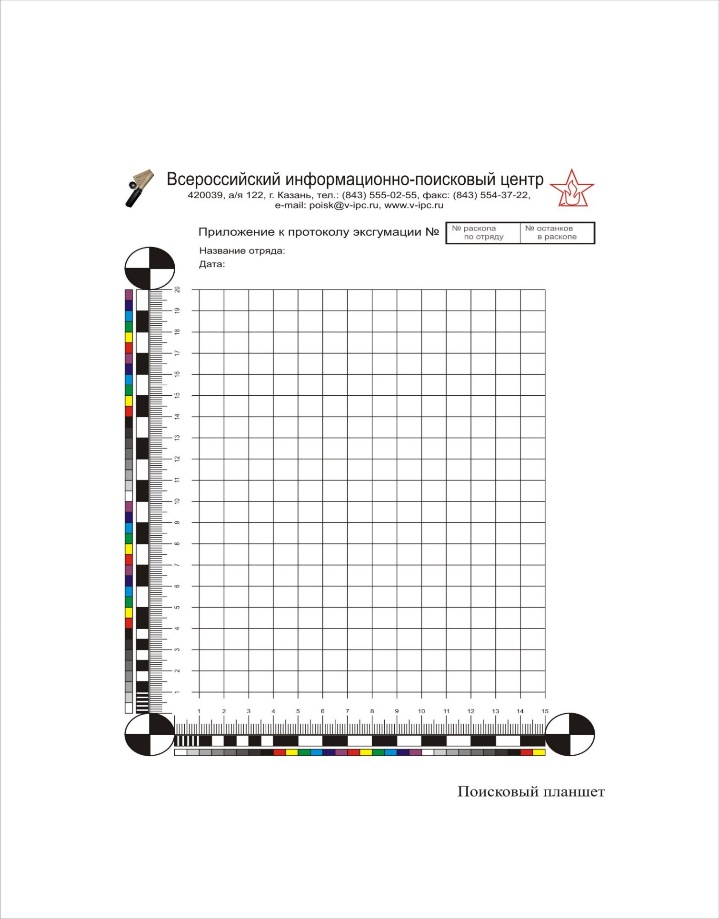 Всероссийский информационно-поисковый центр
420039, а/я 122, г. Казань, тел.: (843) 555-02-55, факс: (843) 554-37-22,
e-mail: poisk@v-ipc.ru, www.v-ipc.ru
Приложение к протоколу эксгумации №
№ раскопа
по отряду
№ останков
в раскопе
Название отряда:
Дата:
20
19
18
17
16
15
14
13
12
11
10
9
8
7
6
5
4
3
2
1
1 2 3 4 5 6 7 8 9 10 11 12 13 14 15
Поисковый планшет